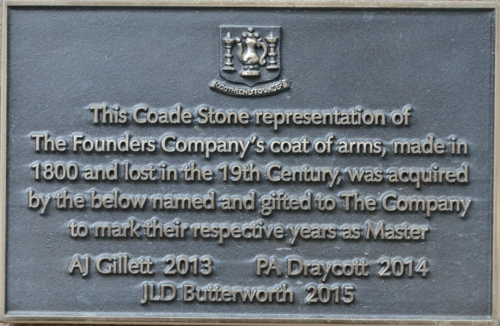 This Coade Stone representation of
The Founders Company's coat of arms, made in
1800 and lost in the 19th Century, was acquired
by the below named and gifted to The Company
to mark their respective years as Master
AJ Gillett 2013 PA Draycott 2014
JLD Butterworth 2015